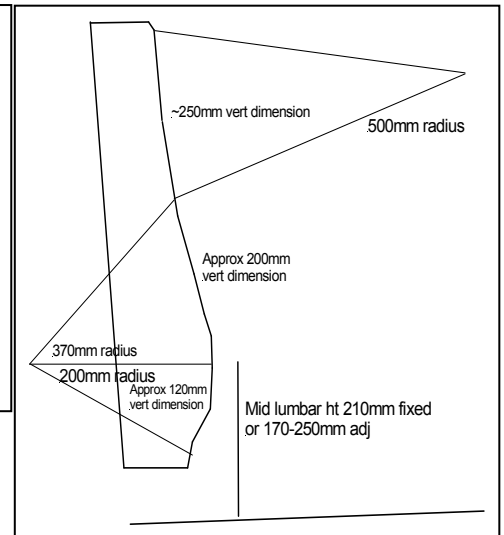 ~250mm vert dimension
500mm radius
Approx 200mm
vert dimension
370mm radius
200mm radius
Approx 120mm
vert dimension
Mid lumbar ht 210mm fixed
or 170-250mm adj